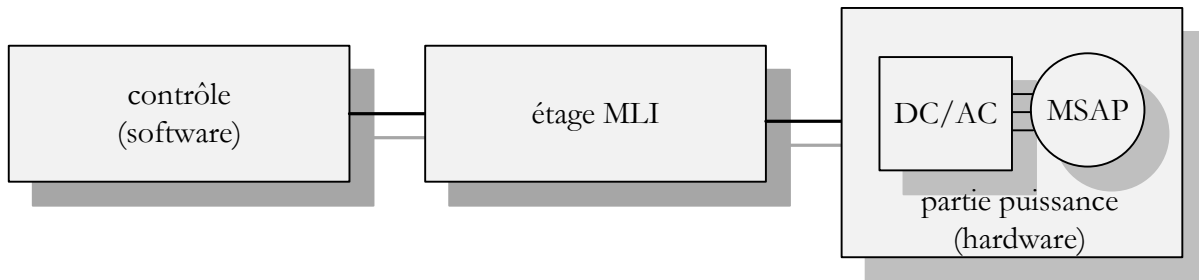 contrôle
(software)
étage MLI
DC/AC
MSAP
partie puissance
(hardware)